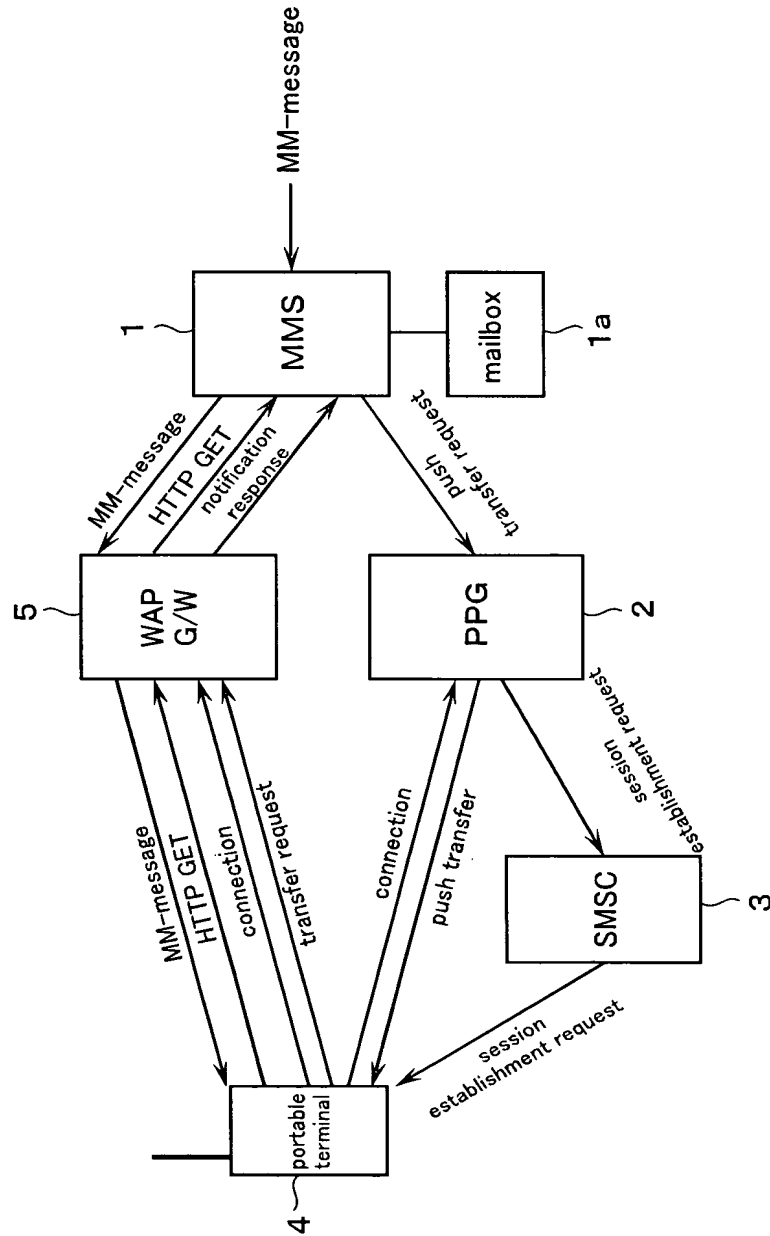 MM-message
1
MMS
mailbox
1a
MM-message
HTTP GET
notification
response
push
transfer request
5
WAP
G/W
PPG
2
MM-message
HTTP GET
connection
transfer request
connection
push transfer
session
establishment request
SMSC
3
session
establishment request
portable
terminal
4